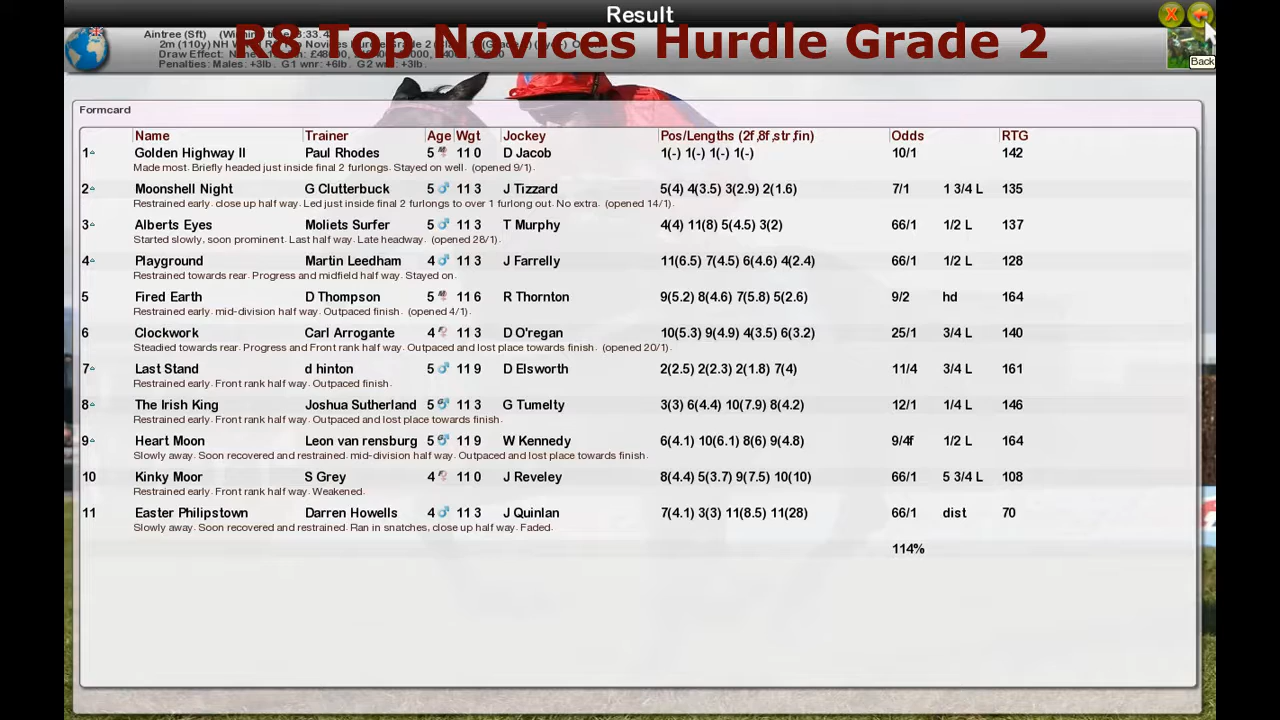 Result
R8 Top Novices Hurdle Grade 2
Aintree (Sft)
2m (110y) NH
Draw Effect:
Penalties: Males: +3lb. G1 wnr: +6lb. G2 wnr: +3lb.
Back
Formcard
Name Trainer Age Wgt Jockey Pos/Lengths (2f,8f,str,fin) Odds RTG
1 Golden Highway II Paul Rhodes 5 11 0 D Jacob 1(-) 1(-) 1(-) 1(-) 10/1 142
Made most. Briefly headed just inside final 2 furlongs. Stayed on well. (opened 9/1).
2 Moonshell Night G Clutterbuck 5 11 3 J Tizzard 5(4) 4(3.5) 3(2.9) 2(1.6) 7/1 1 3/4 L 135
Restrained early. close up half way. Led just inside final 2 furlongs to over 1 furlong out. No extra. (opened 14/1).
3 Alberts Eyes Moliets Surfer 5 11 3 T Murphy 4(4) 11(8) 5(4.5) 3(2) 66/1 1/2 L 137
Started slowly, soon prominent. Last half way. Late headway. (opened 28/1).
4 Playground Martin Leedham 4 11 3 J Farrelly 11(6.5) 7(4.5) 6(4.6) 4(2.4) 66/1 1/2 L 128
Restrained towards rear. Progress and midfield half way. Stayed on.
5 Fired Earth D Thompson 5 11 6 R Thornton 9(5.2) 8(4.6) 7(5.8) 5(2.6) 9/2 hd 164
Restrained early. mid-division half way. Outpaced finish. (opened 4/1).
6 Clockwork Carl Arrogante 4 11 3 D O'regan 10(5.3) 9(4.9) 4(3.5) 6(3.2) 25/1 3/4 L 140
Steadied towards rear. Progress and Front rank half way. Outpaced and lost place towards finish. (opened 20/1).
7 Last Stand d hinton 5 11 9 D Elsworth 2(2.5) 2(2.3) 2(1.8) 7(4) 11/4 3/4 L 161
Restrained early. Front rank half way. Outpaced finish.
8 The Irish King Joshua Sutherland 5 11 3 G Tumelty 3(3) 6(4.4) 10(7.9) 8(4.2) 12/1 1/4 L 146
Restrained early. Front rank half way. Outpaced and lost place towards finish.
9 Heart Moon Leon van rensburg 5 11 9 W Kennedy 6(4.1) 10(6.1) 8(6) 9(4.8) 9/4f 1/2 L 164
Slowly away. Soon recovered and restrained. mid-division half way. Outpaced and lost place towards finish.
10 Kinky Moor S Grey 4 11 0 J Reveley 8(4.4) 5(3.7) 9(7.5) 10(10) 66/1 5 3/4 L 108
Restrained early. Front rank half way. Weakened.
11 Easter Philipstown Darren Howells 4 11 3 J Quinlan 7(4.1) 3(3) 11(8.5) 11(28) 66/1 dist 70
Slowly away. Soon recovered and restrained. Ran in snatches, close up half way. Faded.
114%